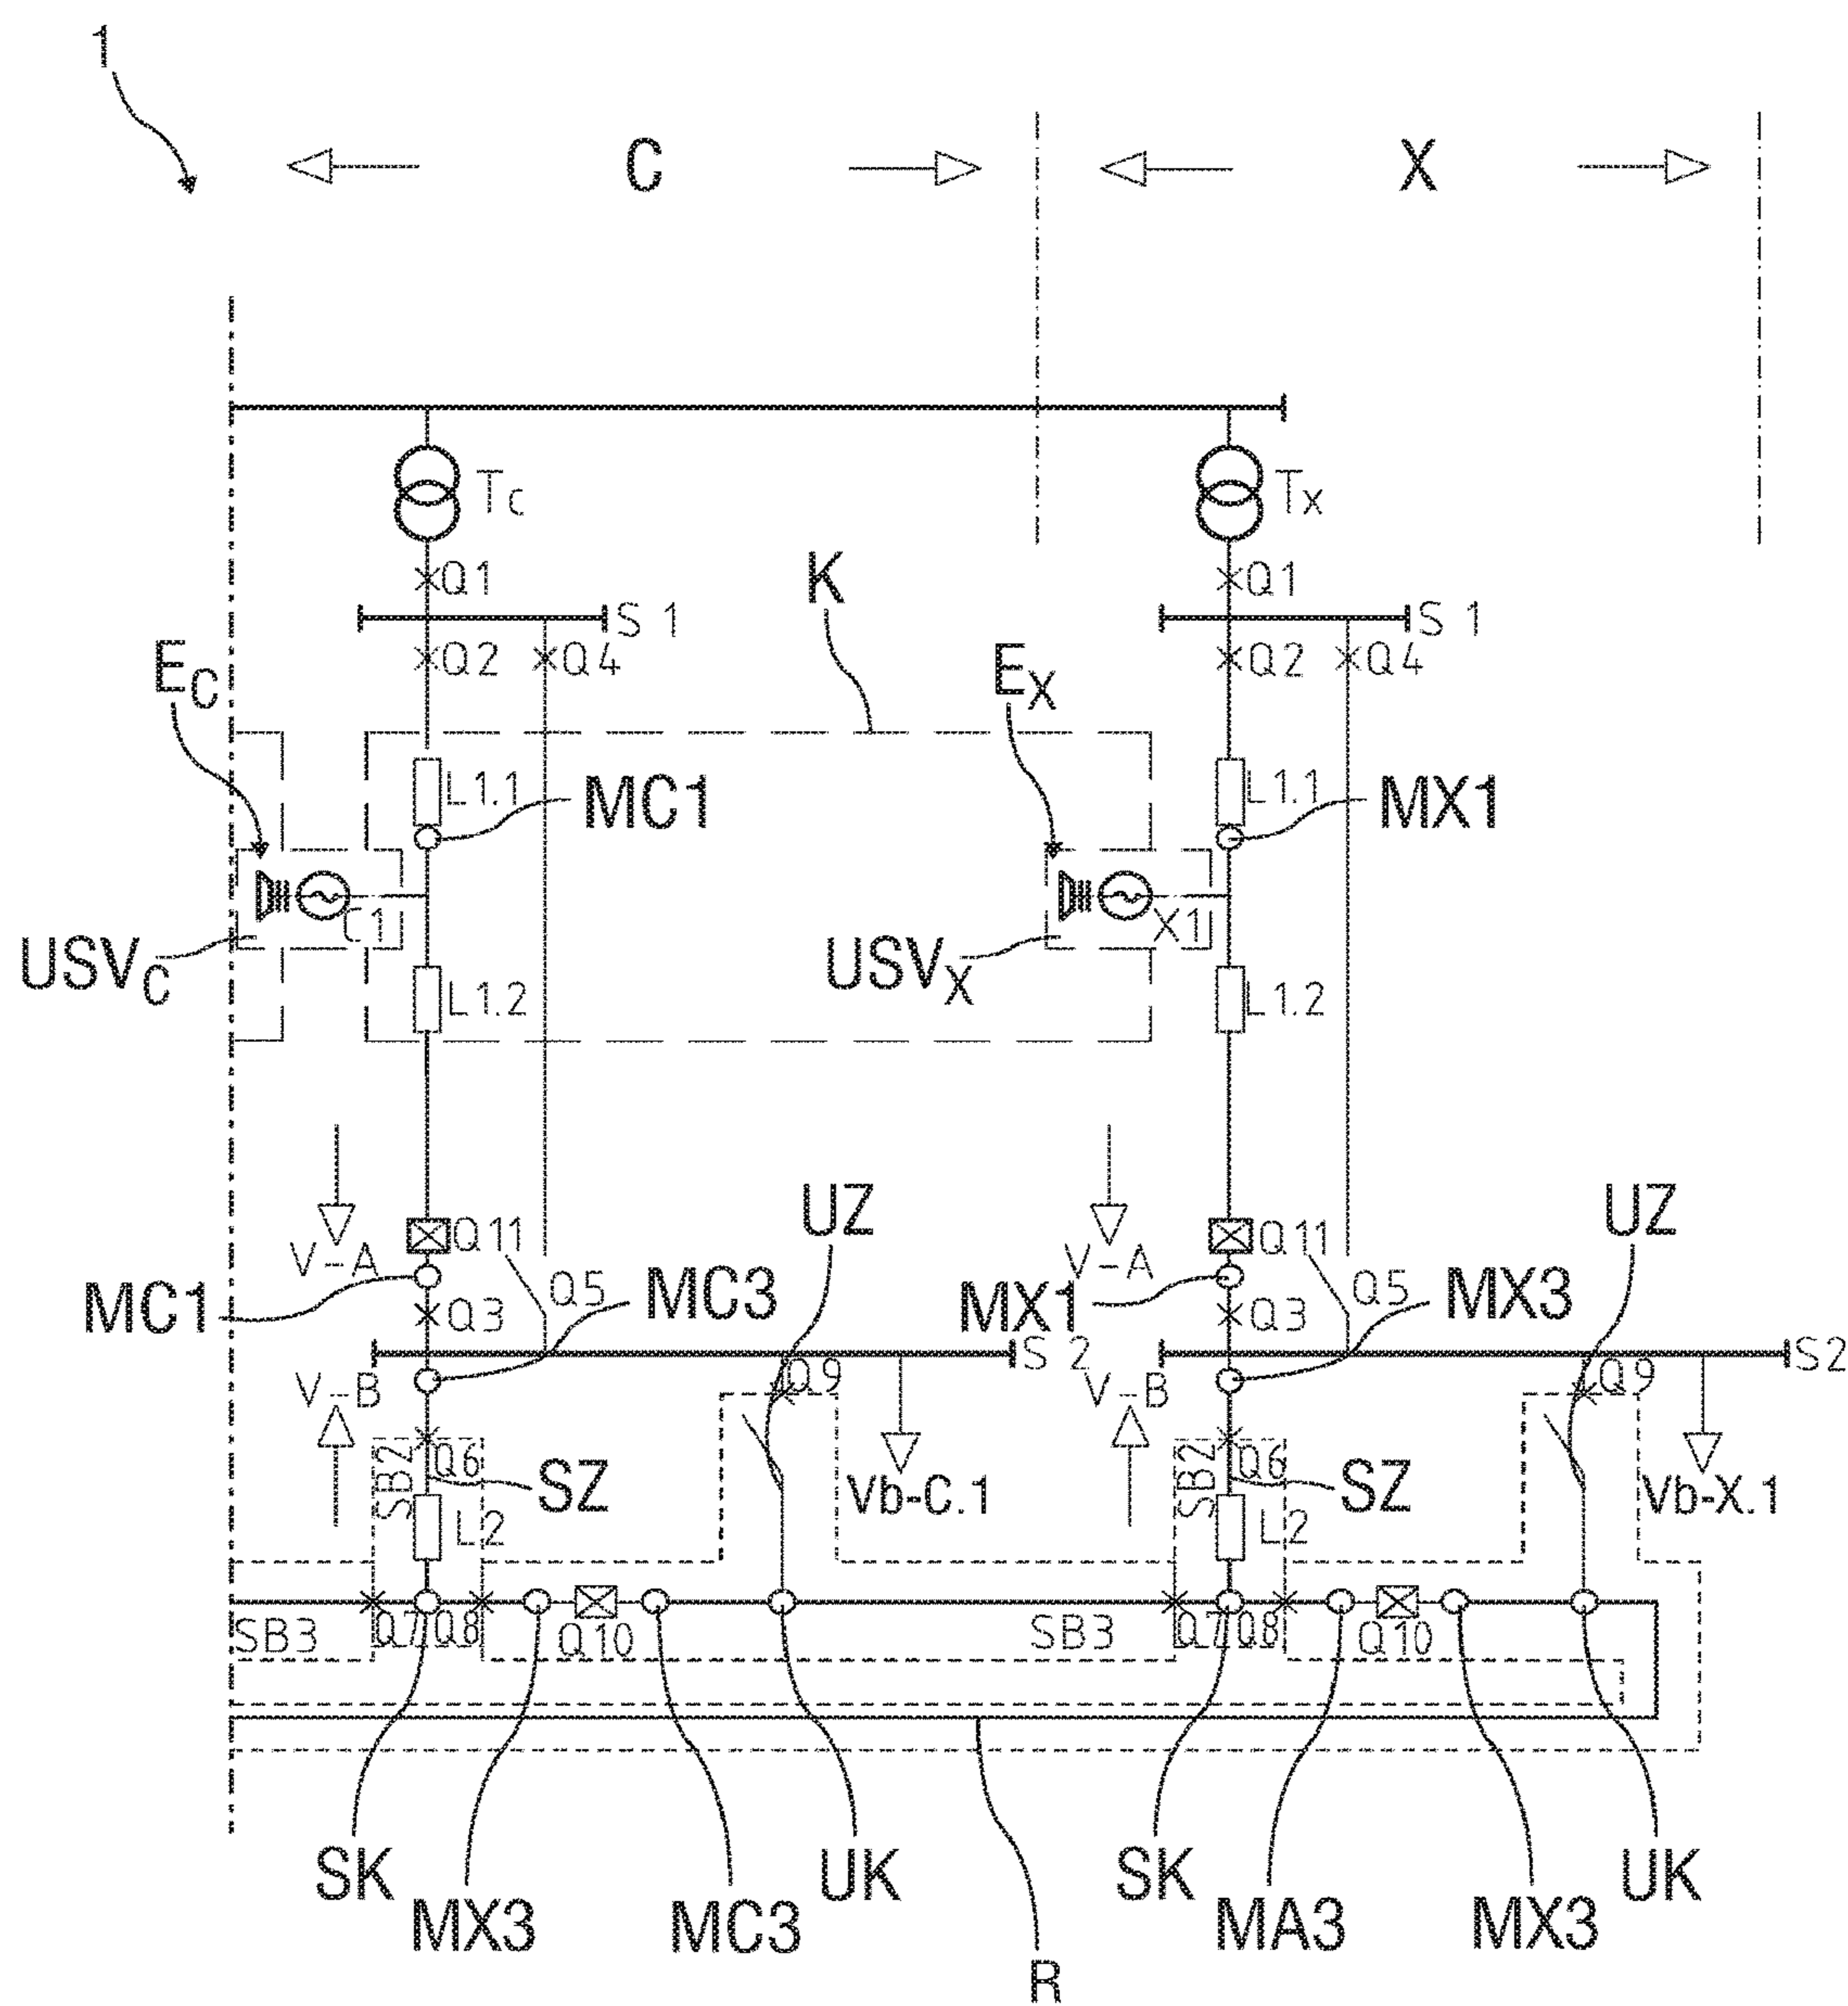 1
C X
Tc Tx
Q1 Q1
K
S1 S1
Q2 Q4 Q2 Q4
EC EX
L1.1 MC1 L1.1 MX1
C1 X1
USVC USVX
L1.2 L1.2
UZ UZ
Q11 Q11
V-A V-A
MC1 Q5 MC3 MX1 Q5 MX3
Q3 Q3
S2 S2
V-B Q9 V-B Q9
SB2 Q6 SZ Vb-C.1 SB2 Q6 SZ Vb-X.1
L2 L2
SB3 Q7 Q8 Q10 SB3 Q7 Q8 Q10
SK UK SK UK
MX3 MC3 MA3 MX3
R